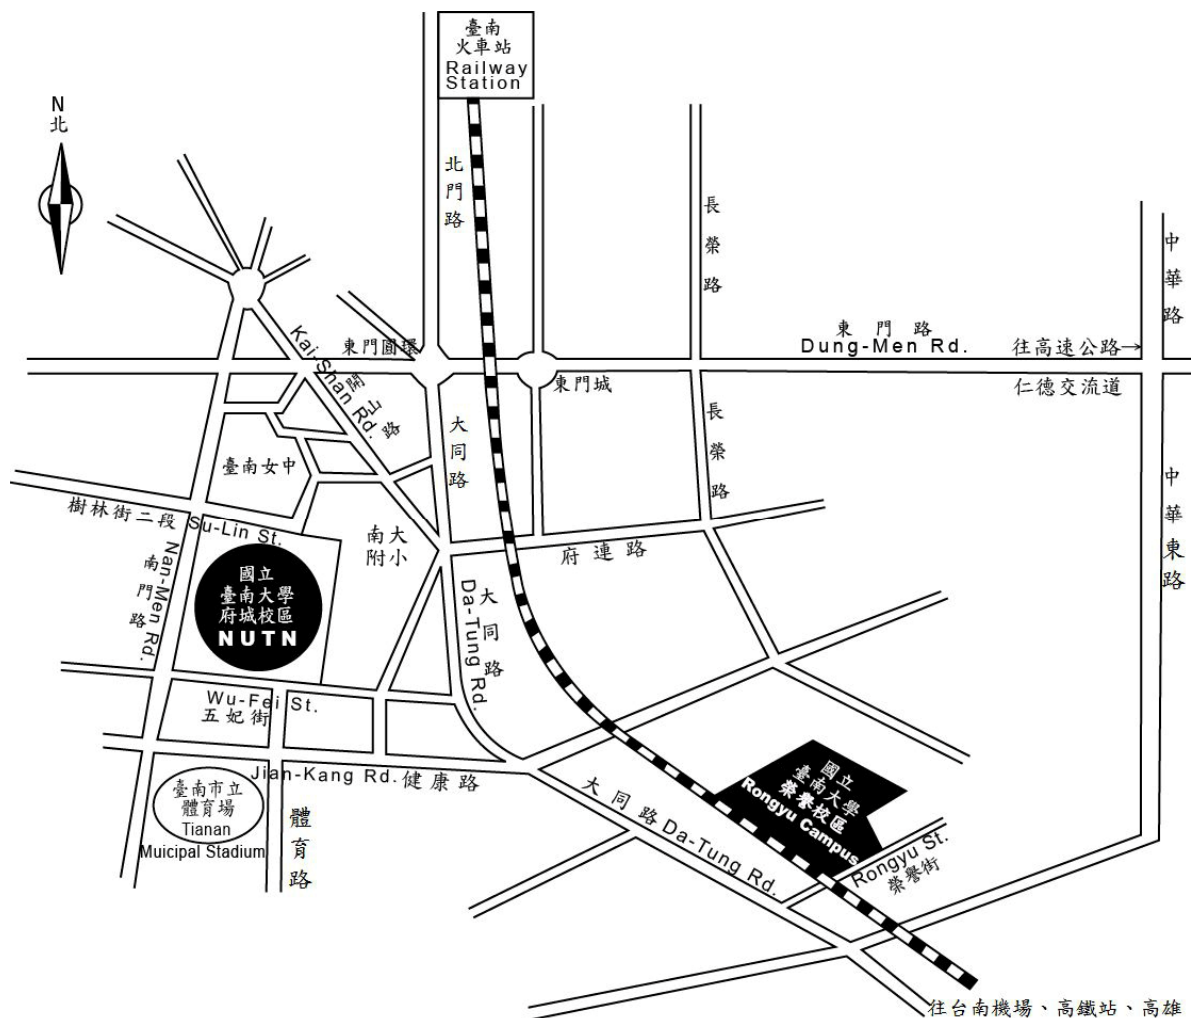 臺南
火車站
Railway
Station
N
北
北門路
長榮路
中華路
東門路
Dung-Men Rd.
往高速公路→
仁德交流道
東門圓環
東門城
Kai-Shan Rd.
開山路
大同路
長榮路
中華東路
臺南女中
樹林街二段
Su-Lin St.
南大
附小
府連路
南門路
Nan-Men Rd.
國立
臺南大學
府城校區
NUTN
大同路
Da-Tung Rd.
Wu-Fei St.
五妃街
Jian-Kang Rd. 健康路
臺南市立
體育場
Tianan
Muicipal Stadium
體育路
大同路 Da-Tung Rd.
國立
臺南大學
榮譽校區
Rongyu Campus
Rongyu St.
榮譽街
往台南機場、高鐵站、高雄